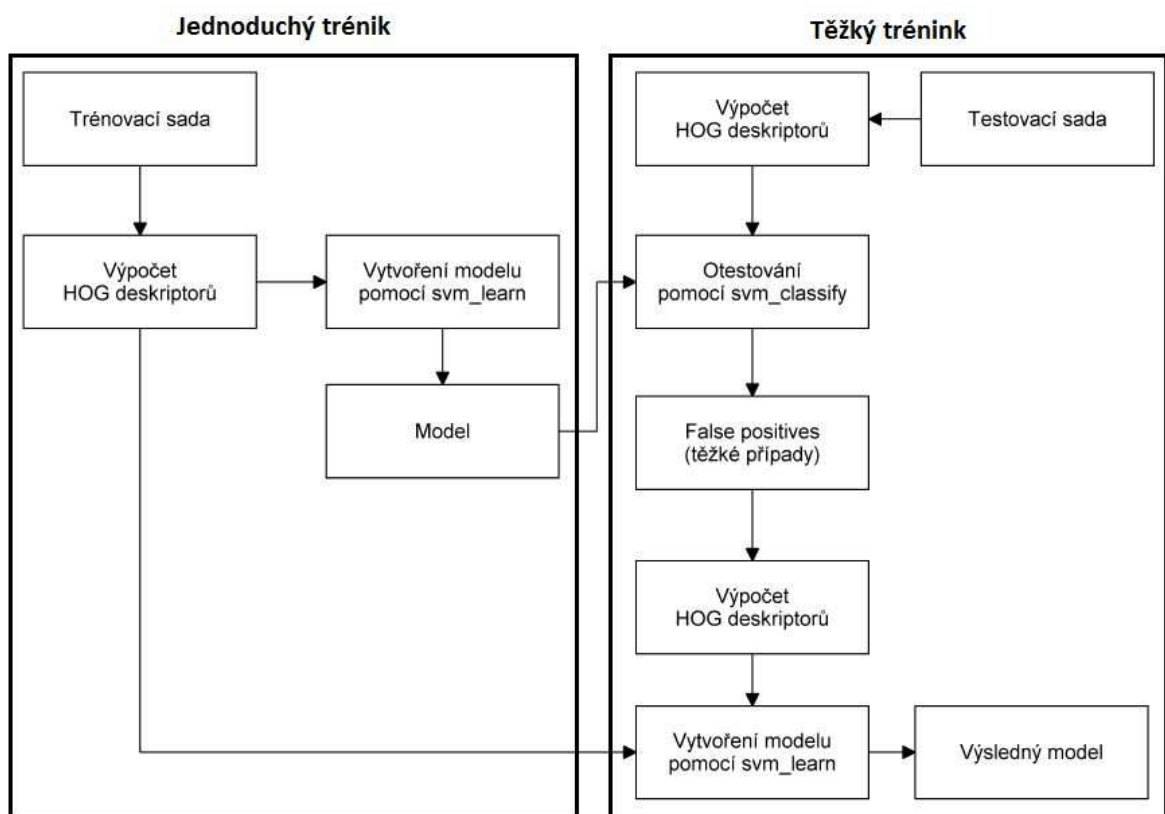 Jednoduchý trénik
Trénovací sada
Výpočet
HOG deskriptorů
Vytvoření modelu
pomocí svm_learn
Model
Těžký trénink
Výpočet
HOG deskriptorů
Testovací sada
Otestování
pomocí svm_classify
False positives
(těžké případy)
Výpočet
HOG deskriptorů
Vytvoření modelu
pomocí svm_learn
Výsledný model